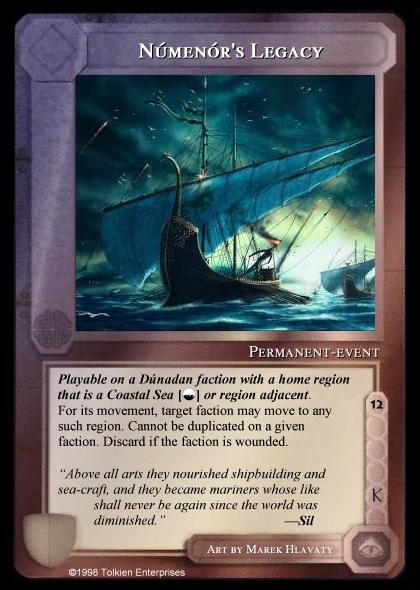 NÚMENÓR'S LEGACY
PERMANENT-EVENT
Playable on a Dúnadan faction with a home region
that is a Coastal Sea [] or region adjacent.
For its movement, target faction may move to any
such region. Cannot be duplicated on a given
faction. Discard if the faction is wounded.
12
“Above all arts they nourished shipbuilding and
sea-craft, and they became mariners whose like
shall never be again since the world was
diminished.” —Sil
K
ART BY MAREK HLAVATY
©1998 Tolkien Enterprises